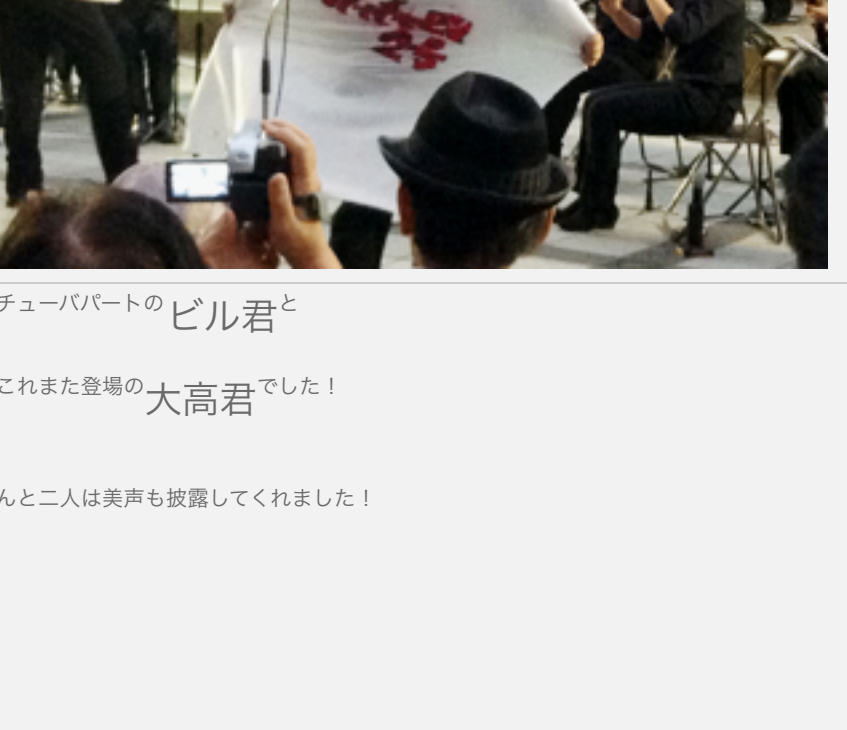 チューバパートのビル君と
これまた登場の大高君でした！
んと二人は美声も披露してくれました！